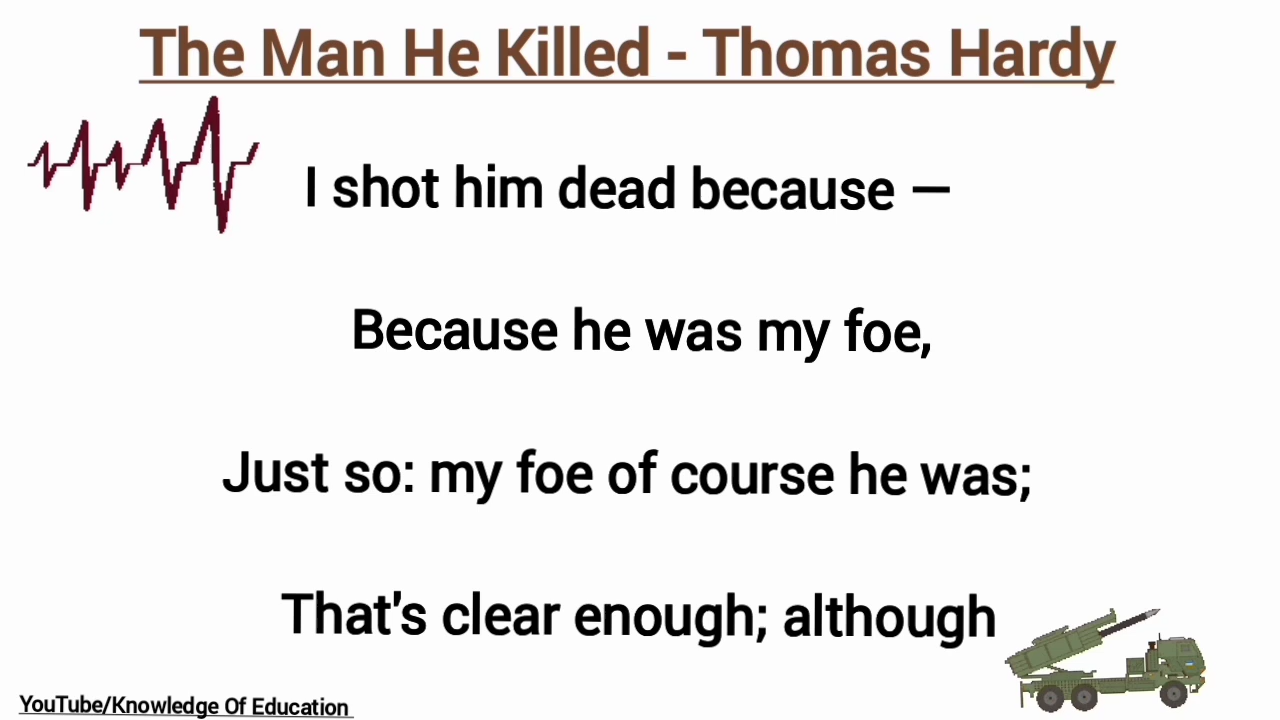 The Man He Killed - Thomas Hardy
I shot him dead because —
Because he was my foe,
Just so: my foe of course he was;
That's clear enough; although
YouTube/Knowledge Of Education